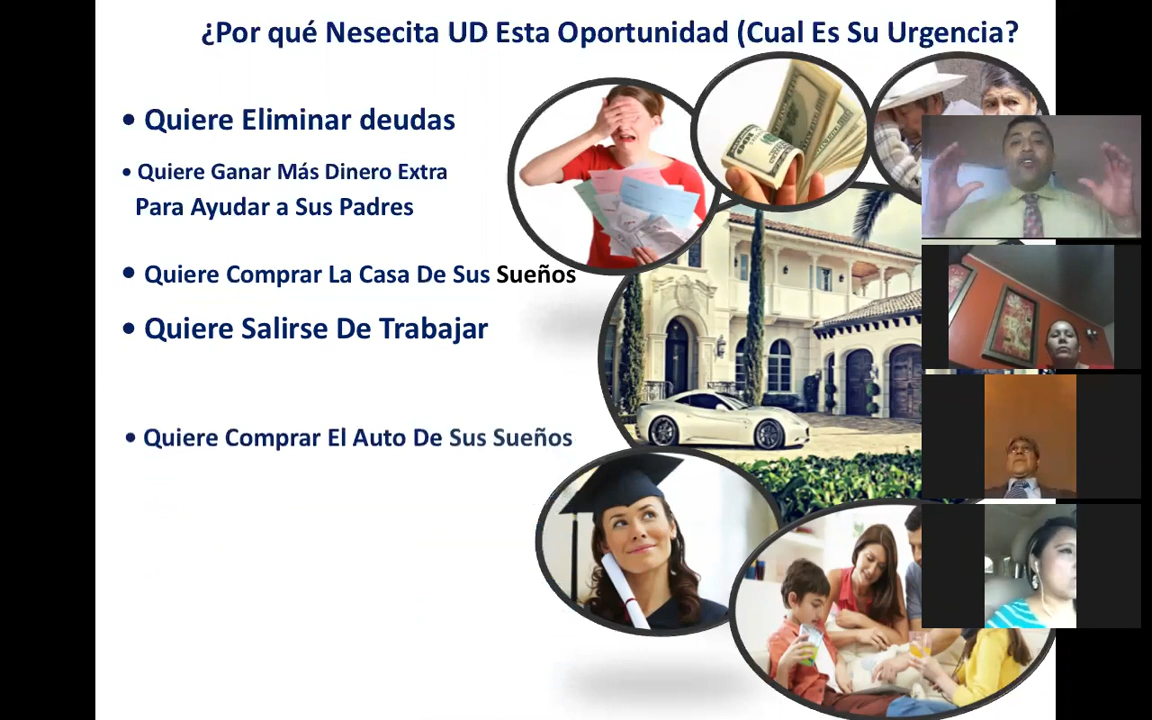 ¿Por qué Nesecita UD Esta Oportunidad (Cual Es Su Urgencia?
• Quiere Eliminar deudas
• Quiere Ganar Más Dinero Extra
Para Ayudar a Sus Padres
• Quiere Comprar La Casa De Sus Sueños
• Quiere Salirse De Trabajar
• Quiere Comprar El Auto De Sus Sueños